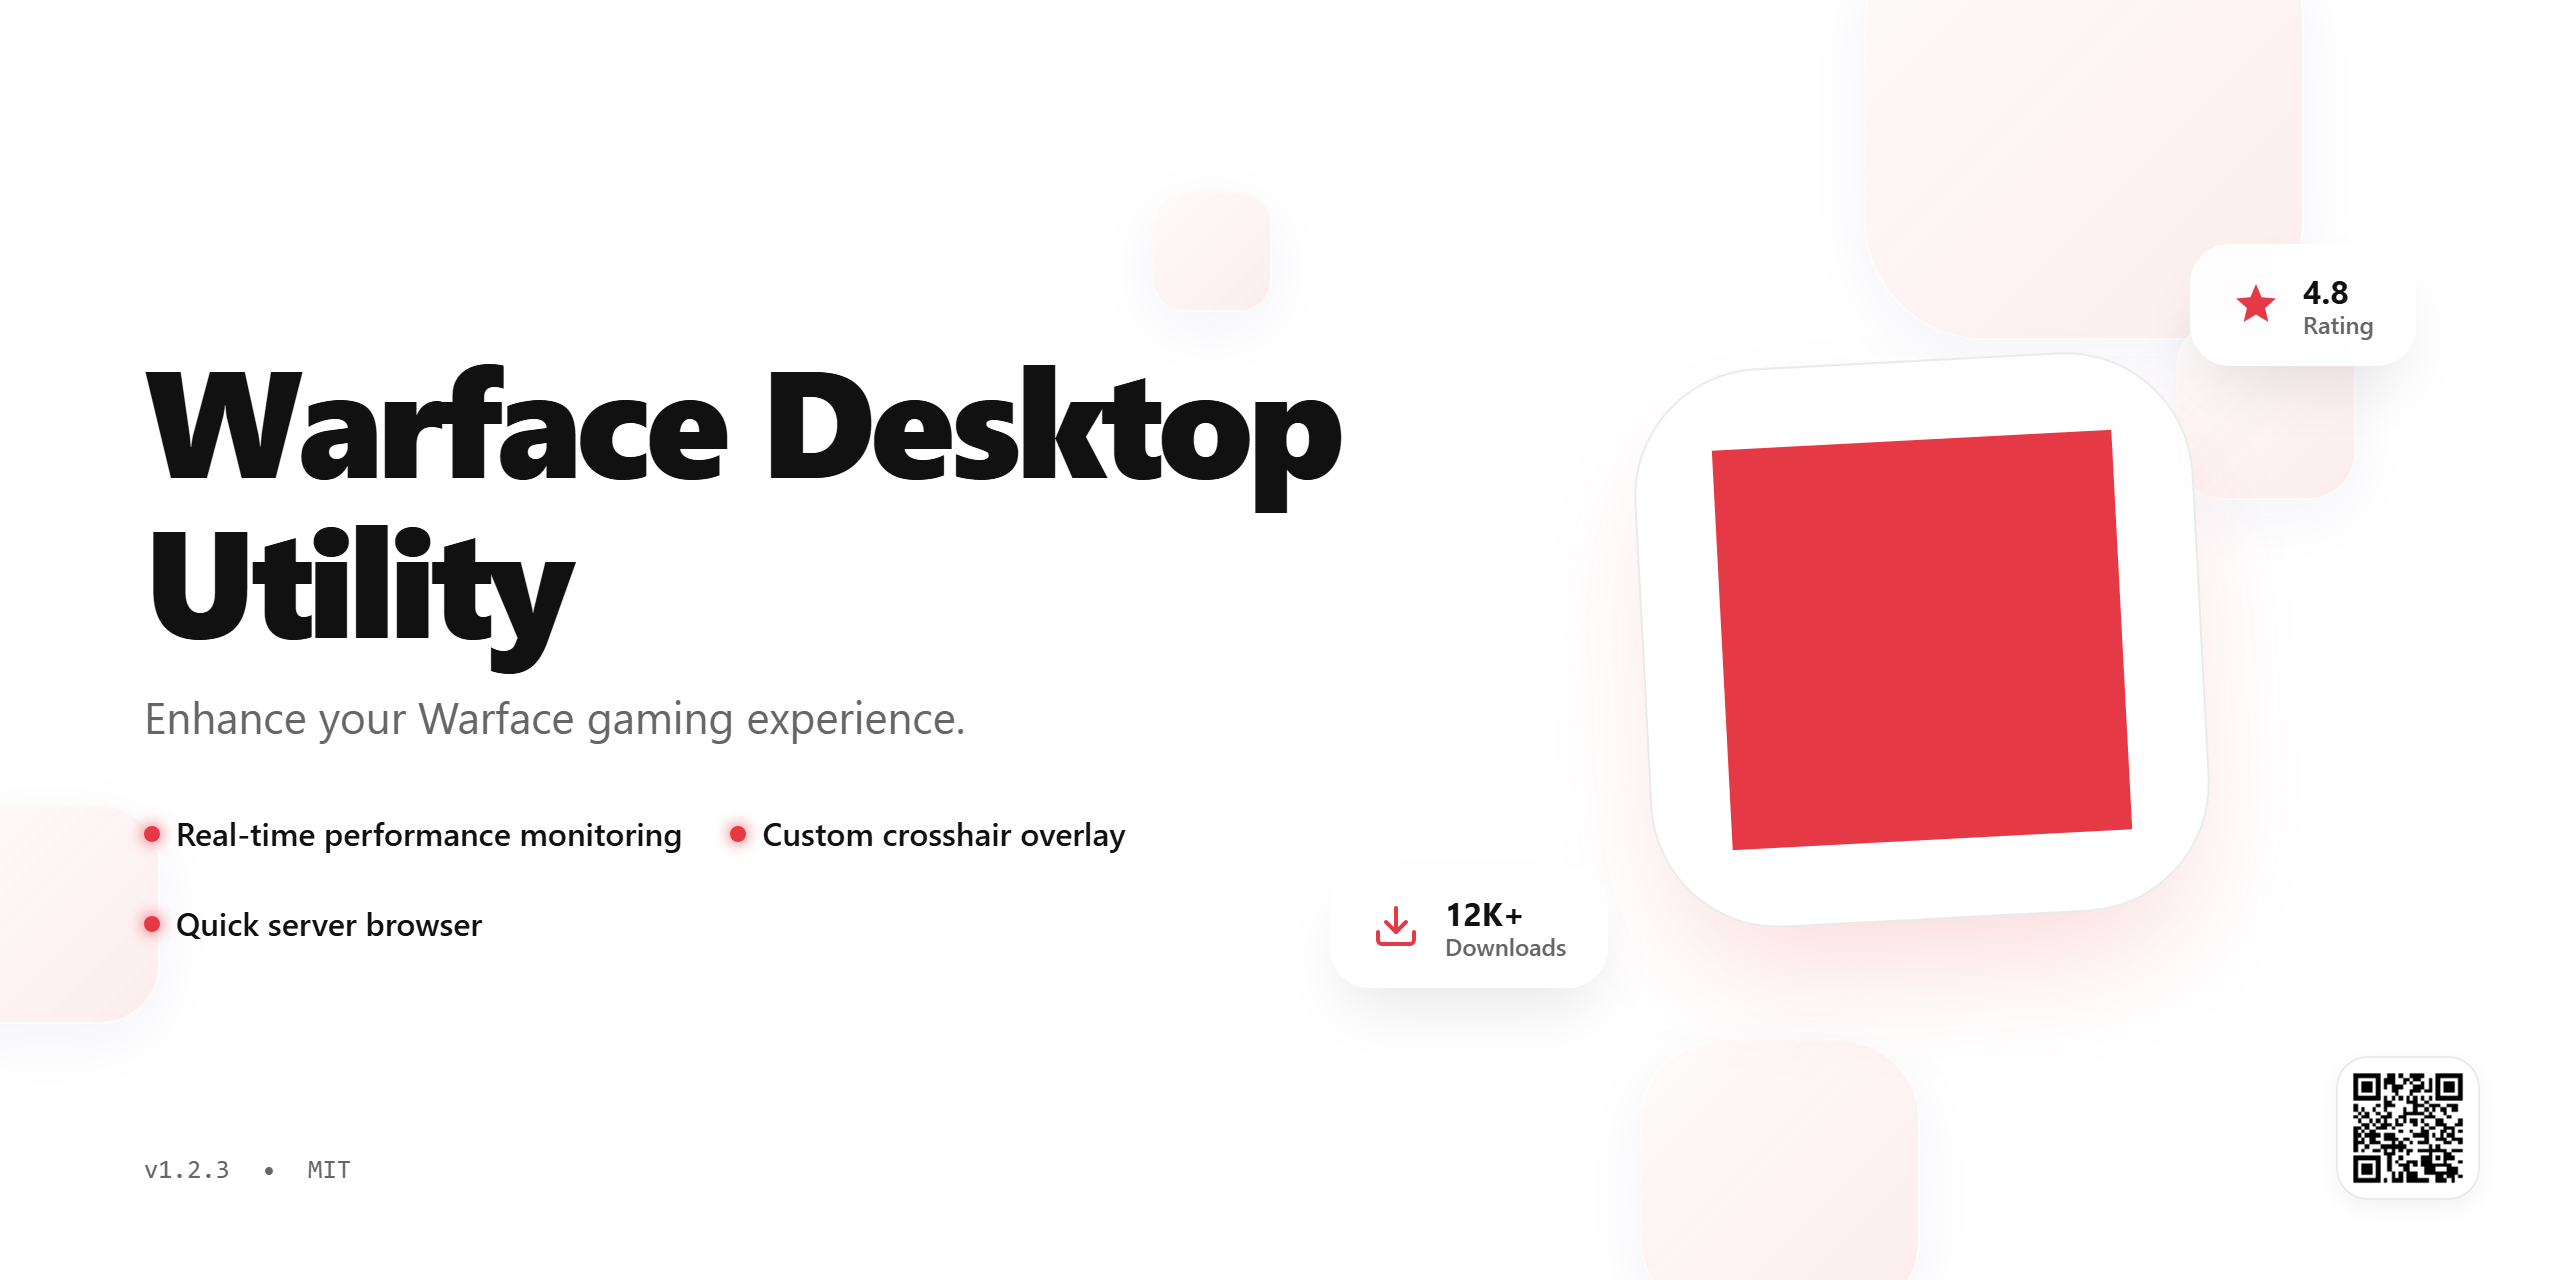 Warface Desktop
Utility
Enhance your Warface gaming experience.
Real-time performance monitoring
Custom crosshair overlay
Quick server browser
4.8
Rating
12K+
Downloads
v1.2.3 • MIT